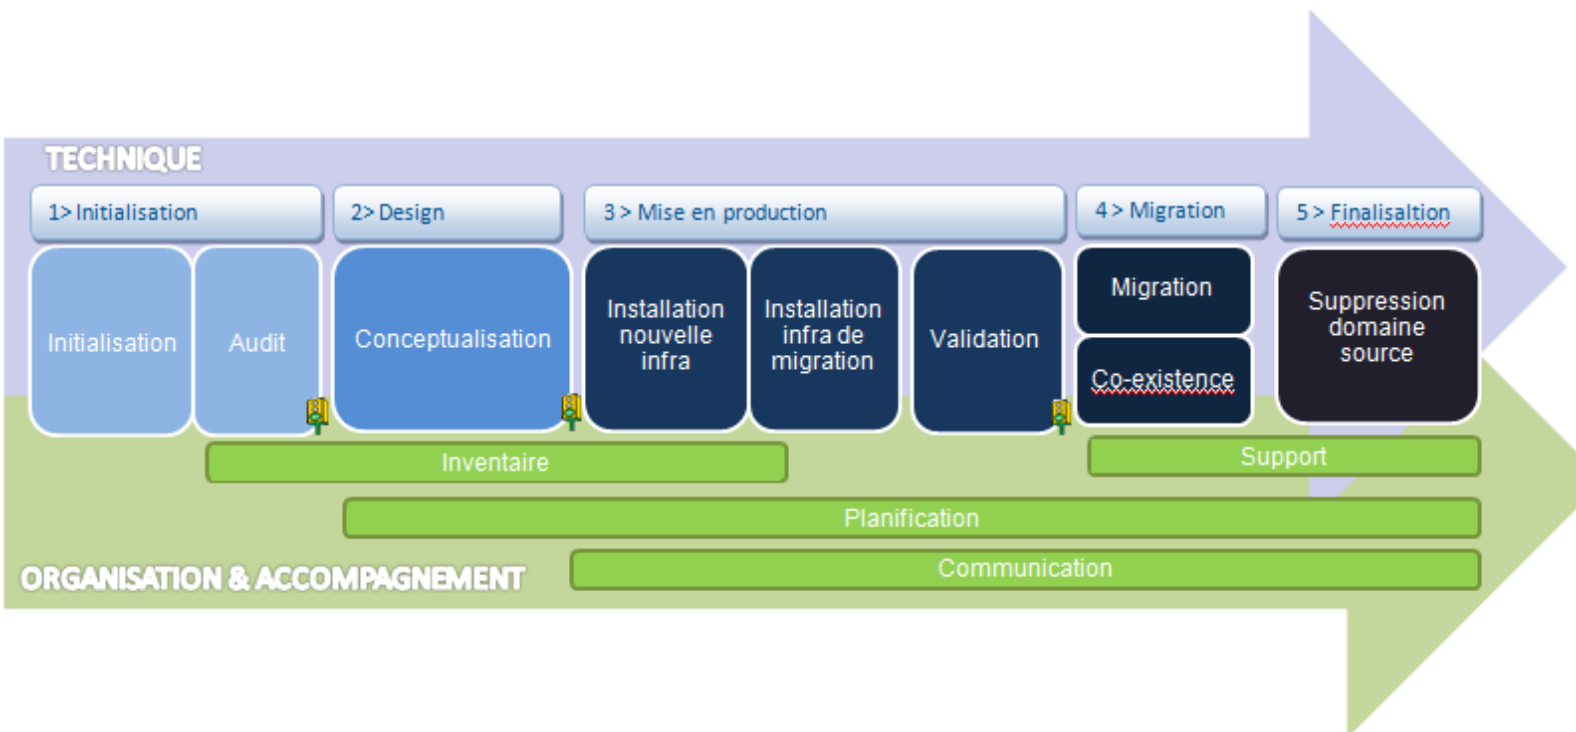 TECHNIQUE
1> Initialisation
2> Design
3 > Mise en production
4 > Migration
5 > Finalisaltion
Initialisation
Audit
Conceptualisation
Installation
nouvelle
infra
Installation
infra de
migration
Validation
Migration
Co-existence
Suppression
domaine
source
Inventaire
Support
Planification
Communication
ORGANISATION & ACCOMPAGNEMENT